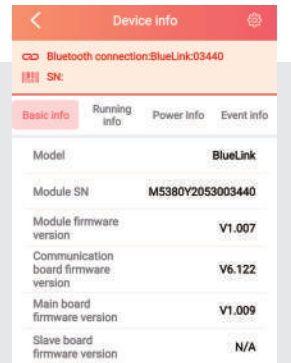 Device info
Bluetooth connection:BlueLink:03440
SN:
Basic info
Running
info
Power Info
Event info
Model
BlueLink
Module SN
M5380Y2053003440
Module firmware
version
V1.007
Communication
board firmware
version
V6.122
Main board
firmware version
V1.009
Slave board
firmware version
N/A